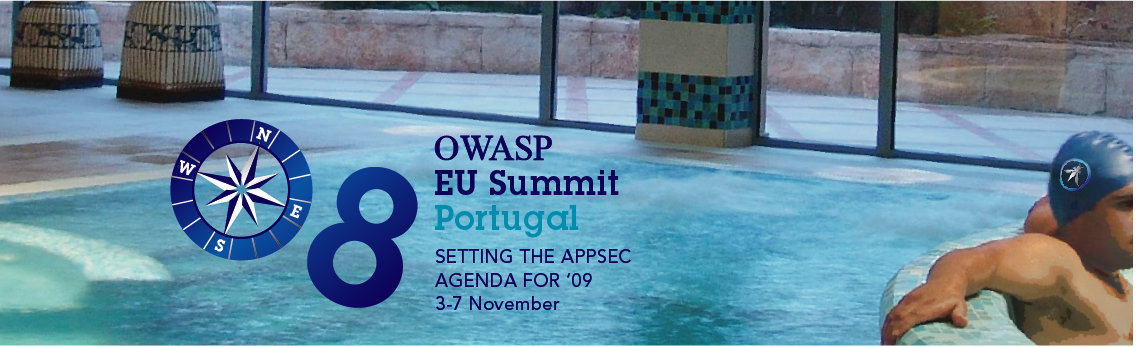 N
W
E
S
8
OWASP
EU Summit
Portugal
SETTING THE APPSEC
AGENDA FOR ‘09
3-7 November